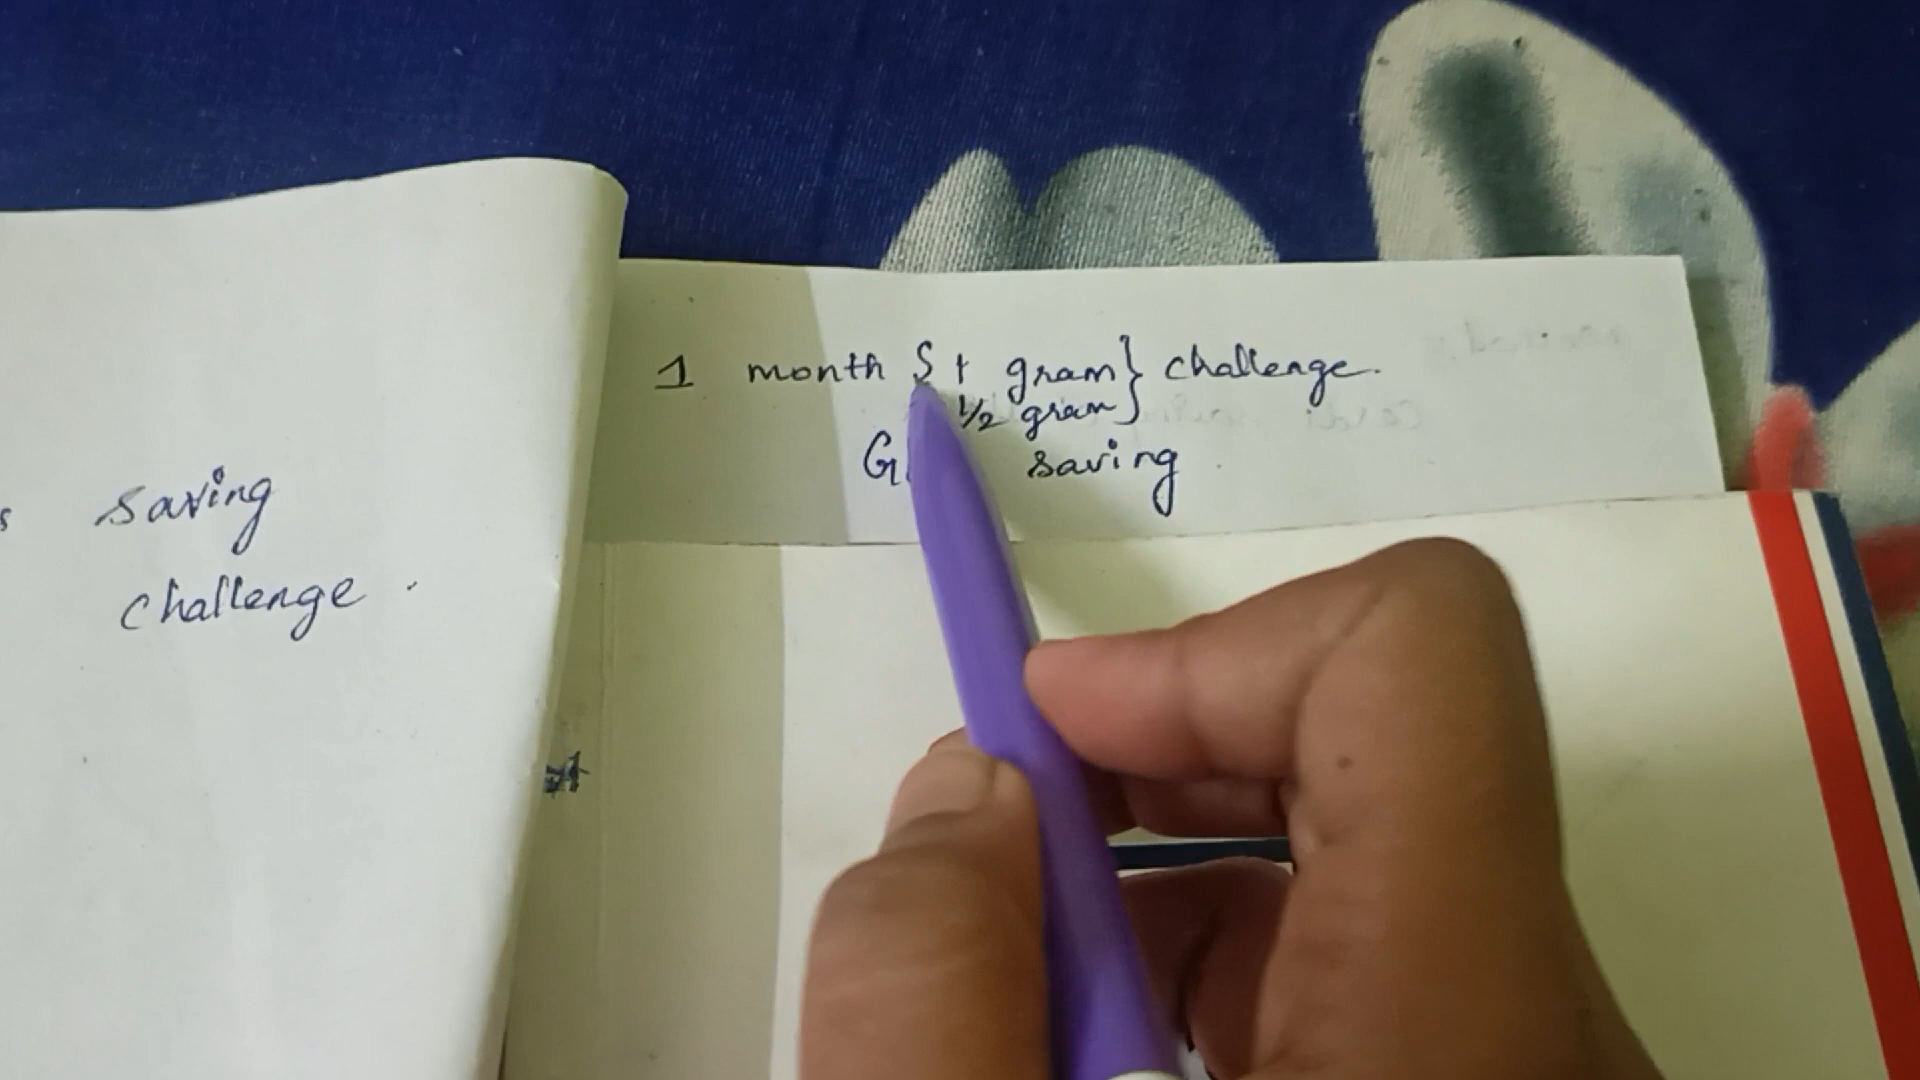 saving
challenge.
1 month 1 gram} challenge.
1/2 gram}
saving